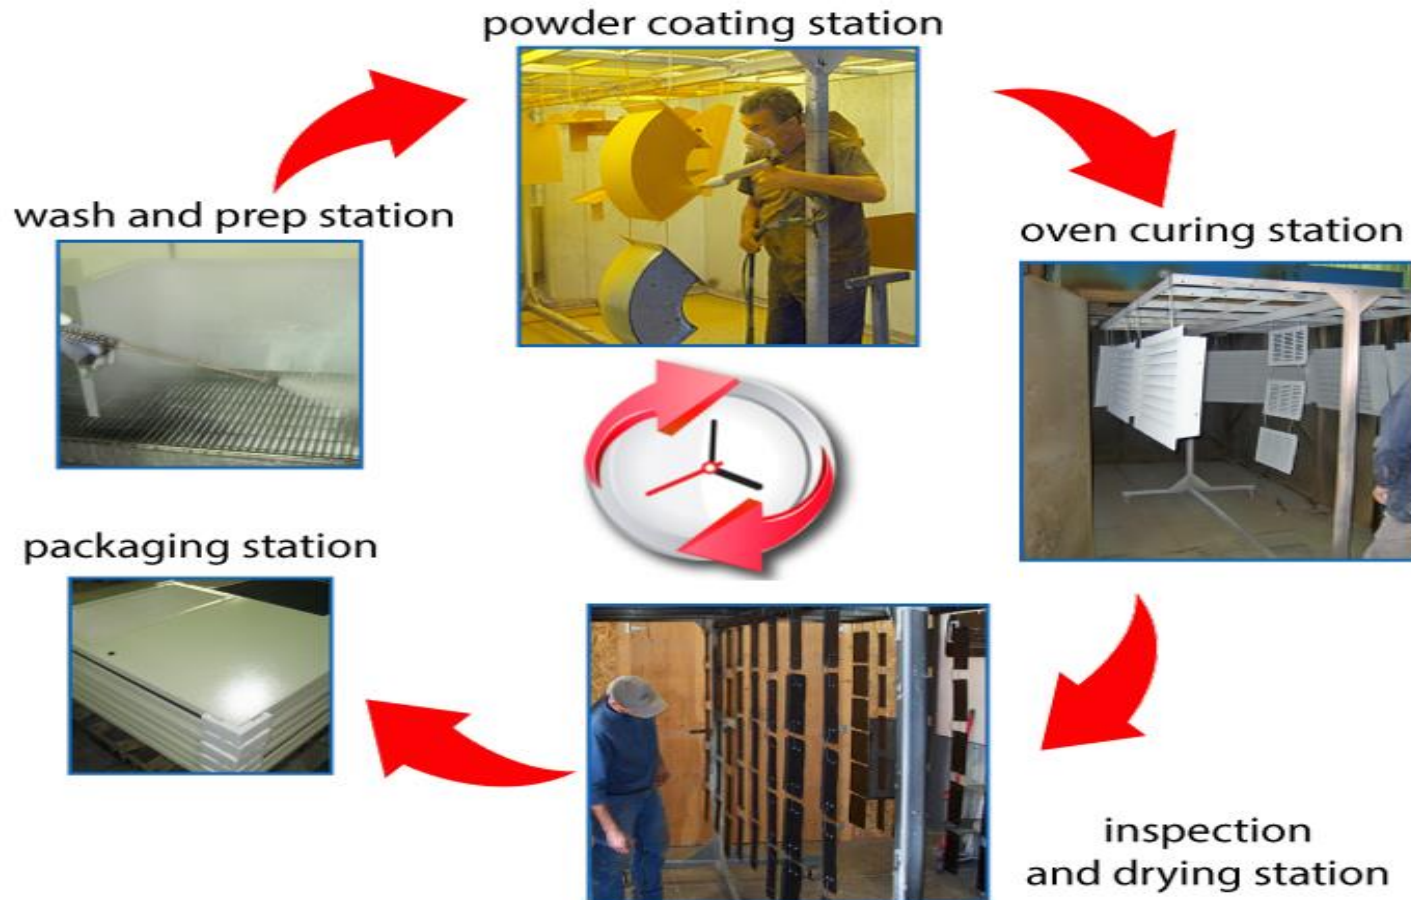 powder coating station
wash and prep station
oven curing station
packaging station
inspection
and drying station